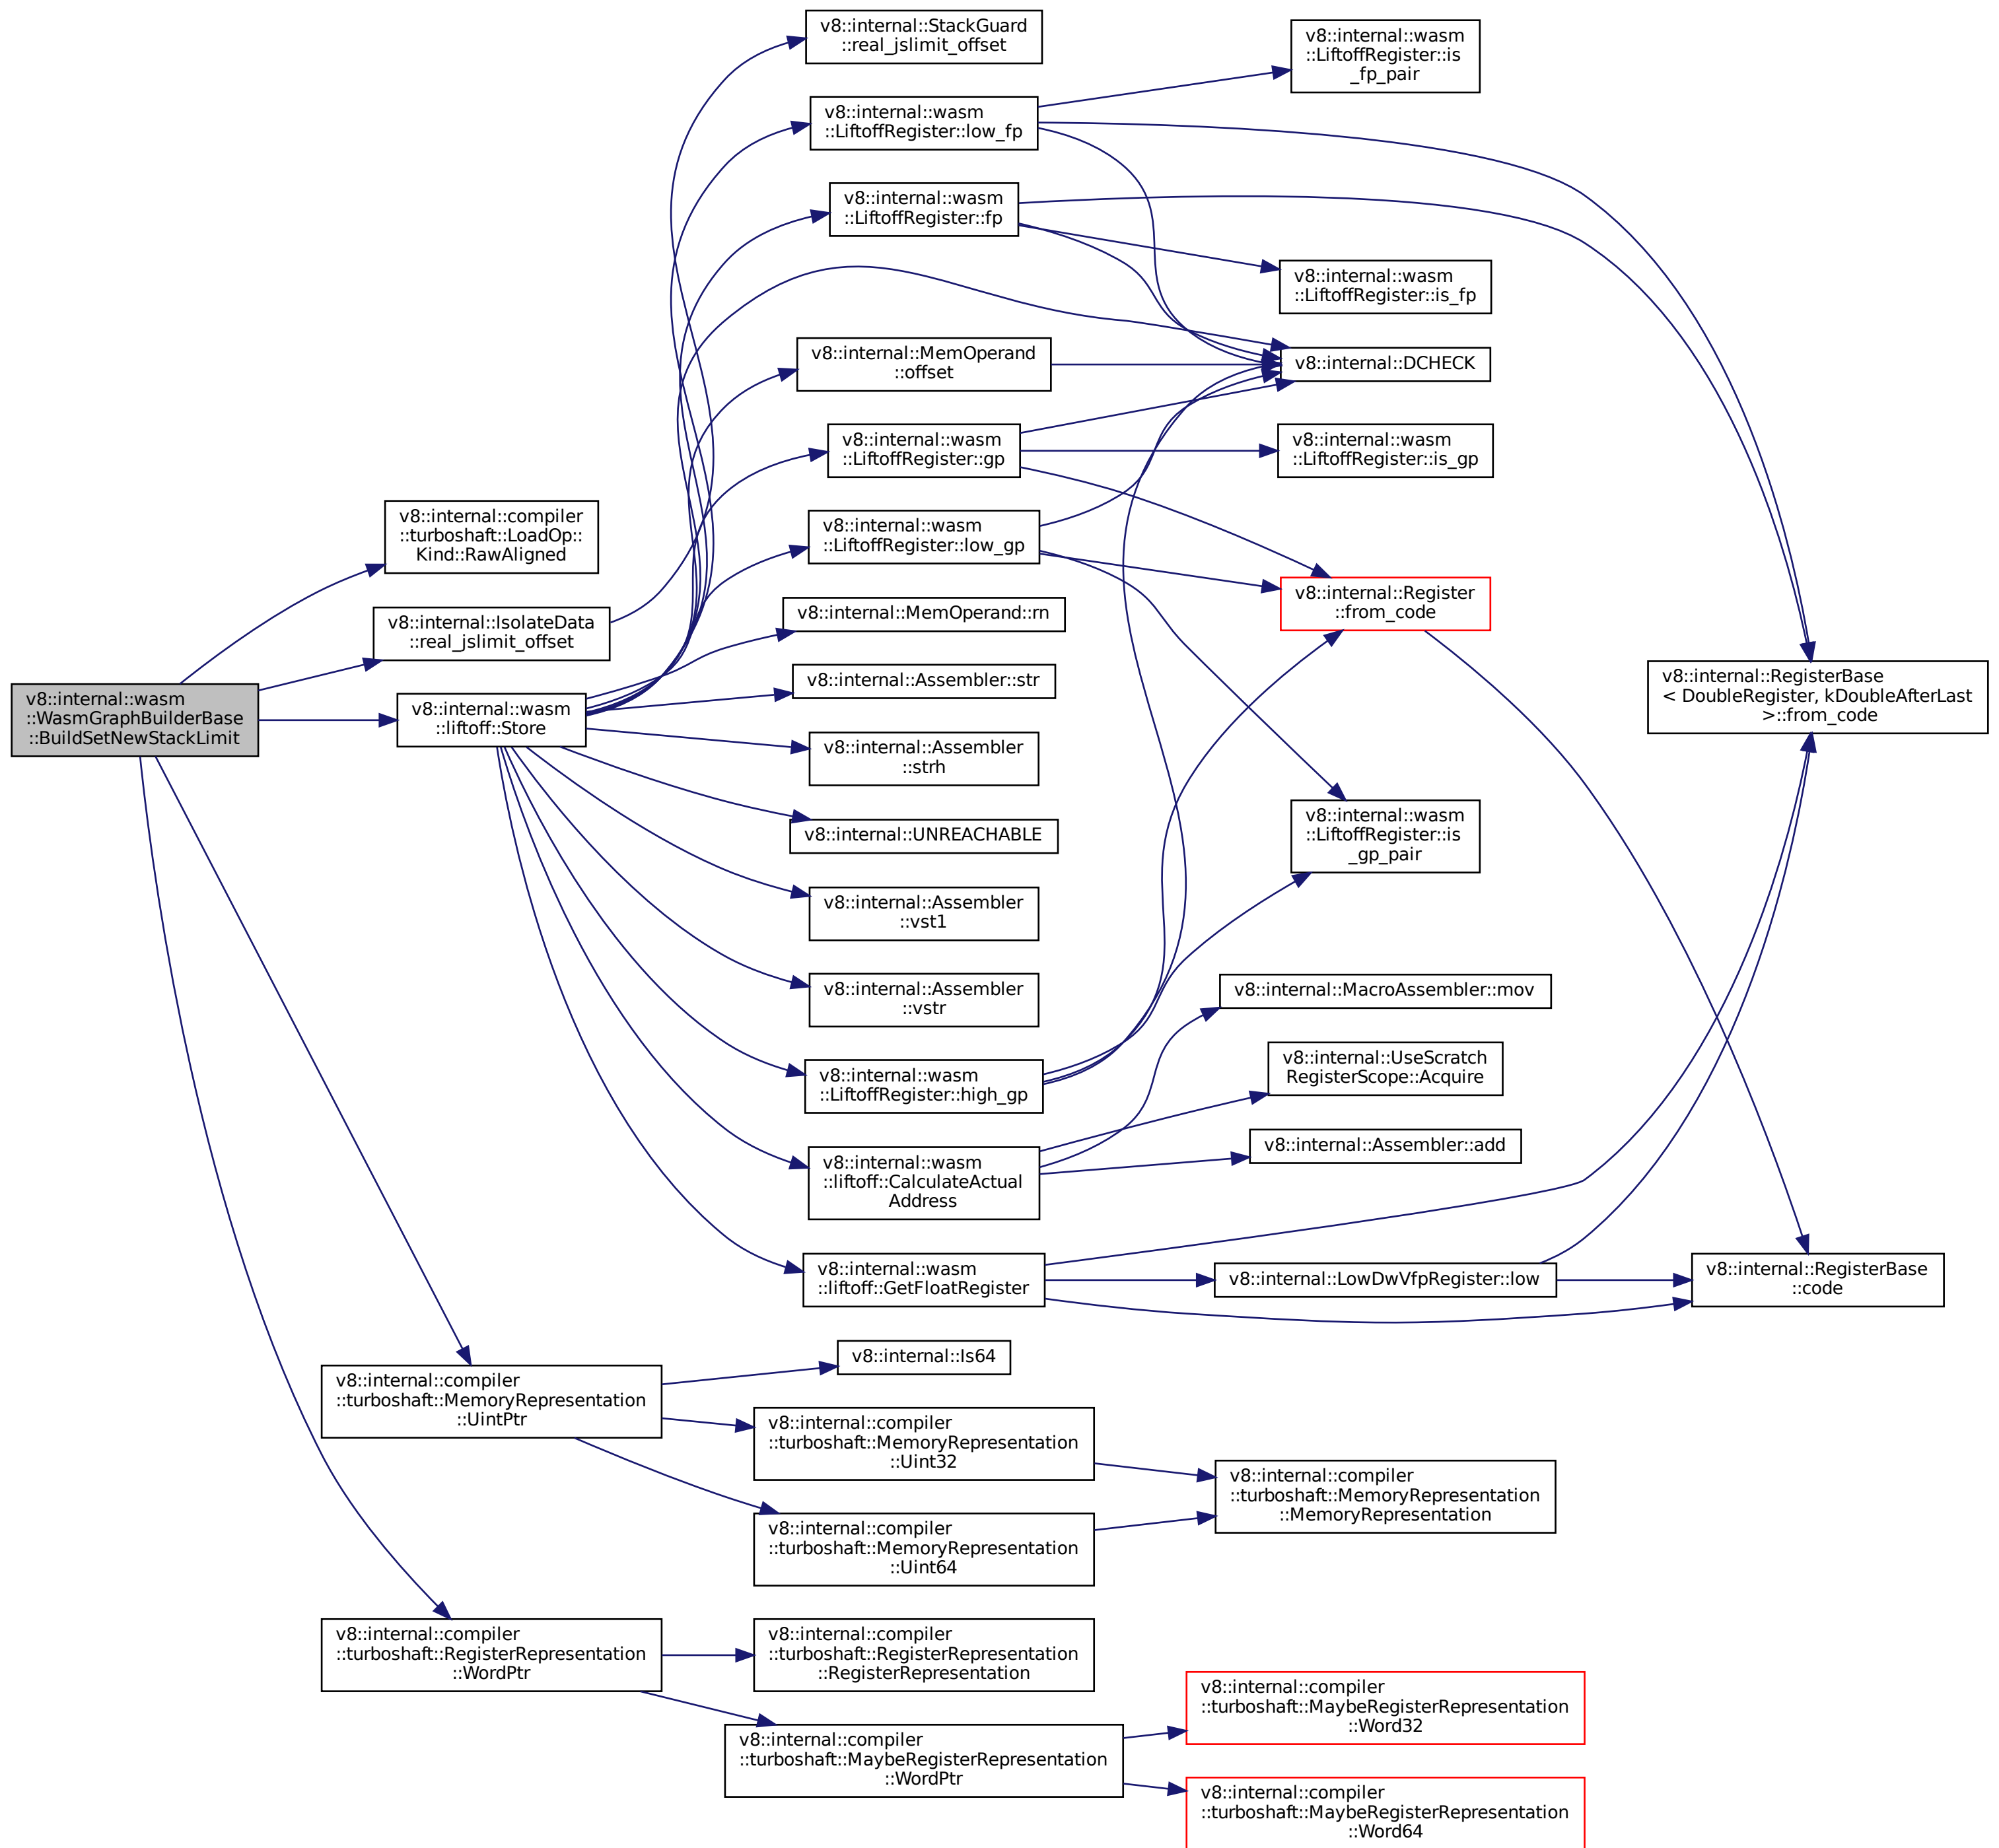 v8::internal::wasm
::WasmGraphBuilderBase
::BuildSetNewStackLimit
v8::internal::compiler
::turboshaft::LoadOp::
Kind::RawAligned
v8::internal::IsolateData
::real_jslimit_offset
v8::internal::wasm
::liftoff::Store
v8::internal::compiler
::turboshaft::MemoryRepresentation
::UintPtr
v8::internal::compiler
::turboshaft::RegisterRepresentation
::WordPtr
v8::internal::StackGuard
::real_jslimit_offset
v8::internal::wasm
::LiftoffRegister::low_fp
v8::internal::wasm
::LiftoffRegister::fp
v8::internal::MemOperand
::offset
v8::internal::wasm
::LiftoffRegister::gp
v8::internal::wasm
::LiftoffRegister::low_gp
v8::internal::MemOperand::rn
v8::internal::Assembler::str
v8::internal::Assembler
::strh
v8::internal::UNREACHABLE
v8::internal::Assembler
::vst1
v8::internal::Assembler
::vstr
v8::internal::wasm
::LiftoffRegister::high_gp
v8::internal::wasm
::liftoff::CalculateActual
Address
v8::internal::wasm
::liftoff::GetFloatRegister
v8::internal::Is64
v8::internal::compiler
::turboshaft::MemoryRepresentation
::Uint32
v8::internal::compiler
::turboshaft::MemoryRepresentation
::Uint64
v8::internal::compiler
::turboshaft::RegisterRepresentation
::RegisterRepresentation
v8::internal::compiler
::turboshaft::MaybeRegisterRepresentation
::WordPtr
v8::internal::wasm
::LiftoffRegister::is
_fp_pair
v8::internal::wasm
::LiftoffRegister::is_fp
v8::internal::DCHECK
v8::internal::wasm
::LiftoffRegister::is_gp
v8::internal::Register
::from_code
v8::internal::wasm
::LiftoffRegister::is
_gp_pair
v8::internal::MacroAssembler::mov
v8::internal::UseScratch
RegisterScope::Acquire
v8::internal::Assembler::add
v8::internal::LowDwVfpRegister::low
v8::internal::compiler
::turboshaft::MemoryRepresentation
::MemoryRepresentation
v8::internal::compiler
::turboshaft::MaybeRegisterRepresentation
::Word32
v8::internal::compiler
::turboshaft::MaybeRegisterRepresentation
::Word64
v8::internal::RegisterBase
< DoubleRegister, kDoubleAfterLast
>::from_code
v8::internal::RegisterBase
::code